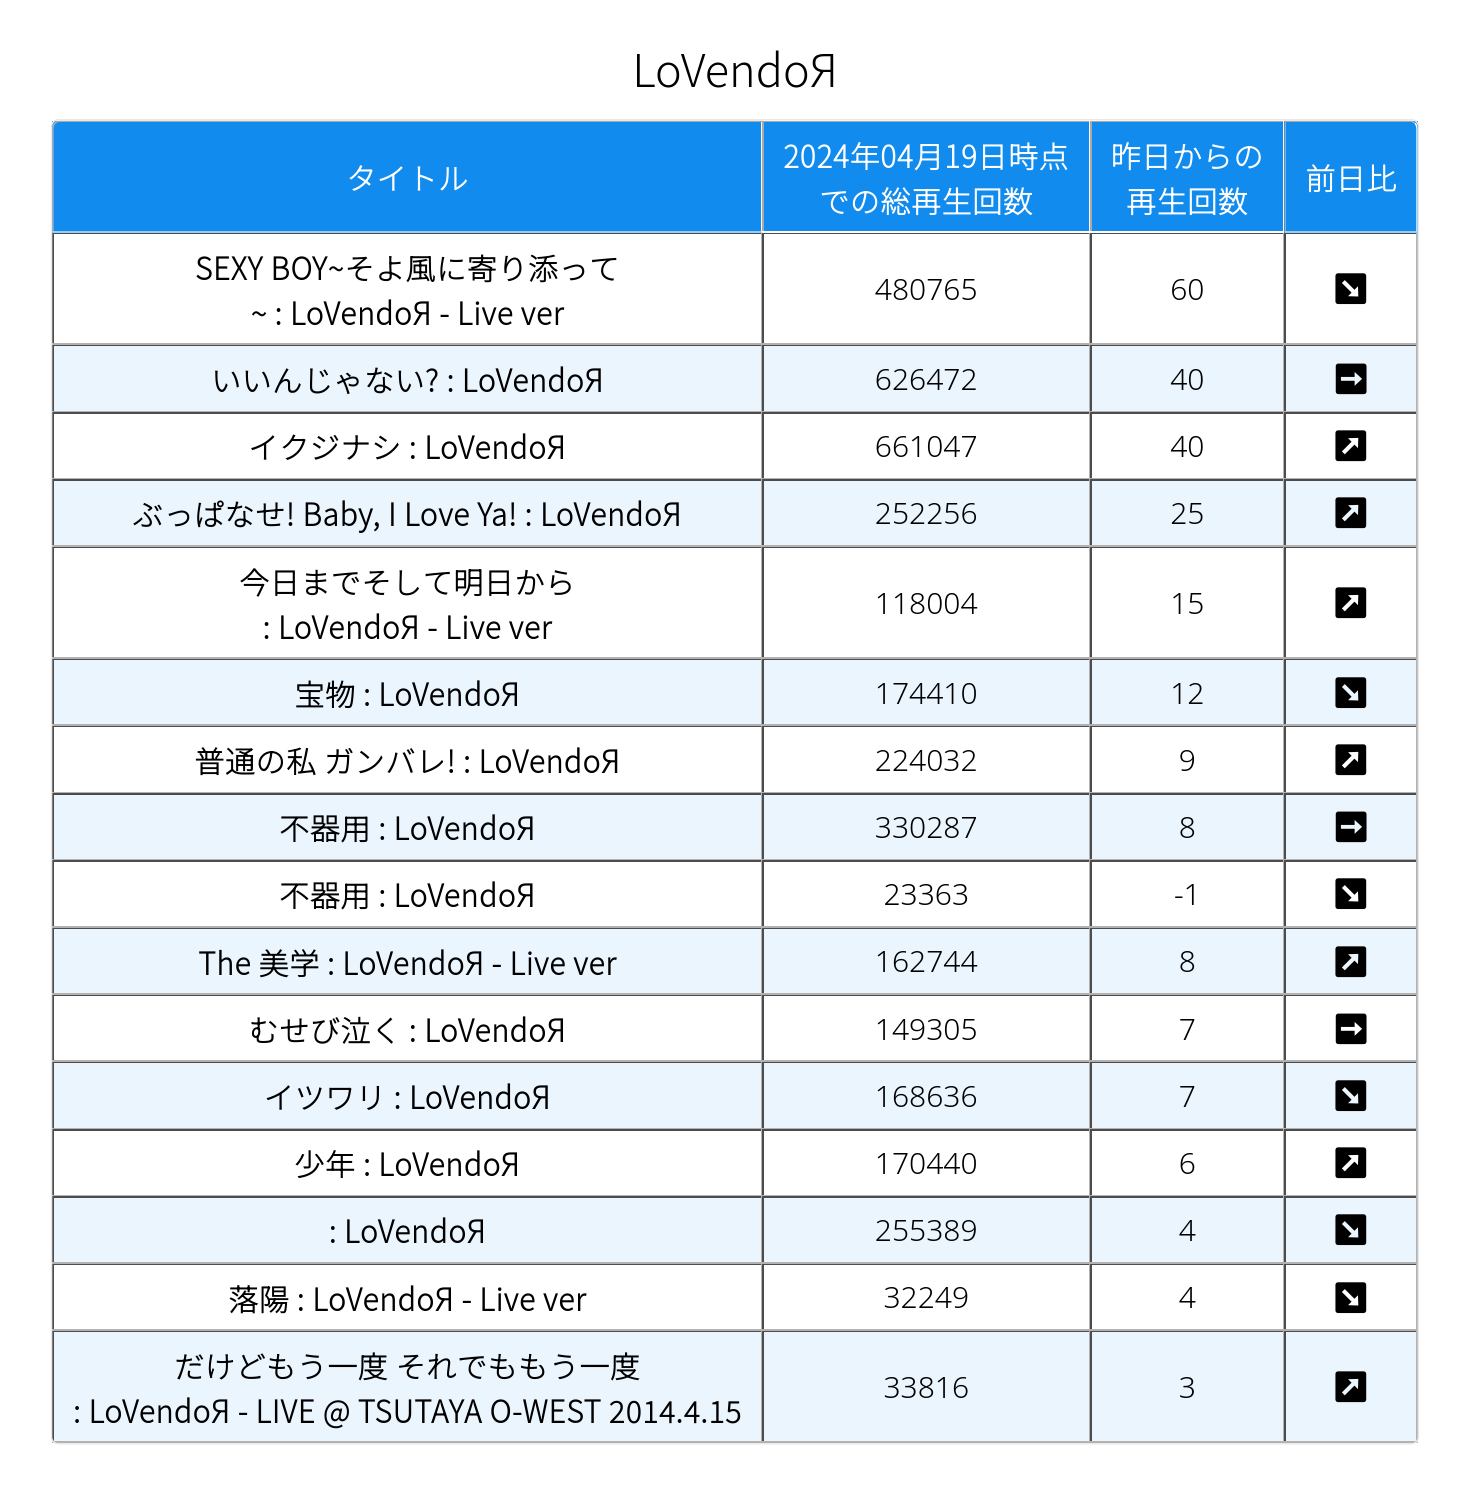 LoVendoЯ
タイトル
2024年04月19日時点
での総再生回数
昨日からの
再生回数
前日比
SEXY BOY~そよ風に寄り添って
~ : LoVendoЯ - Live ver
480765
60
いいんじゃない? : LoVendoЯ
626472
40
イクジナシ : LoVendoЯ
661047
40
ぶっぱなせ! Baby, I Love Ya! : LoVendoЯ
252256
25
今日までそして明日から
: LoVendoЯ - Live ver
118004
15
宝物 : LoVendoЯ
174410
12
普通の私 ガンバレ! : LoVendoЯ
224032
9
不器用 : LoVendoЯ
330287
8
不器用 : LoVendoЯ
23363
-1
The 美学 : LoVendoЯ - Live ver
162744
8
むせび泣く : LoVendoЯ
149305
7
イツワリ : LoVendoЯ
168636
7
少年 : LoVendoЯ
170440
6
: LoVendoЯ
255389
4
落陽 : LoVendoЯ - Live ver
32249
4
だけどもう一度 それでももう一度
: LoVendoЯ - LIVE @ TSUTAYA O-WEST 2014.4.15
33816
3